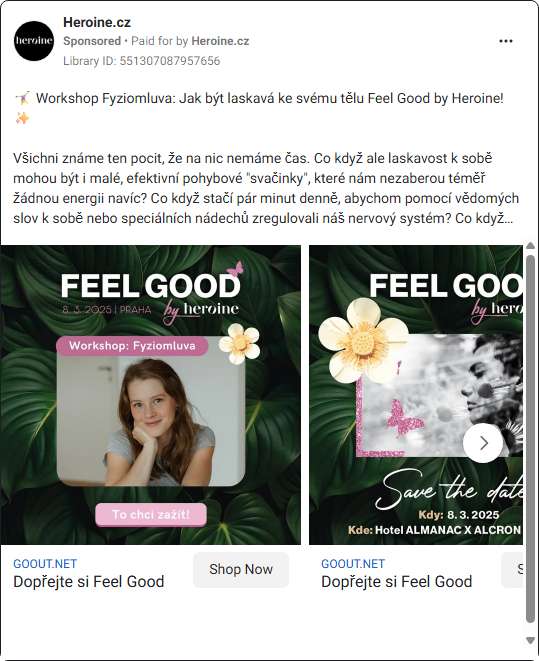 Heroine.cz
Sponsored • Paid for by Heroine.cz
Library ID: 551307087957656
heroine
🤸‍♀️ Workshop Fyziomluva: Jak být laskavá ke svému tělu Feel Good by Heroine!
✨
Všichni známe ten pocit, že na nic nemáme čas. Co když ale laskavost k sobě
mohou být i malé, efektivní pohybové "svačinky", které nám nezaberou téměř
žádnou energii navíc? Co když stačí pár minut denně, abychom pomocí vědomých
slov k sobě nebo speciálních nádechů zregulovali náš nervový systém? Co když...
FEEL GOOD
8. 3. 2025 | PRAHA by heroine
Workshop: Fyziomluva
To chci zažít!
GOOUT.NET
Dopřejte si Feel Good
Shop Now
FEEL GOO
by hero
Save the date
Kdy: 8. 3. 2025
Kde: Hotel ALMANAC X ALCRON
GOOUT.NET
Dopřejte si Feel Good
S